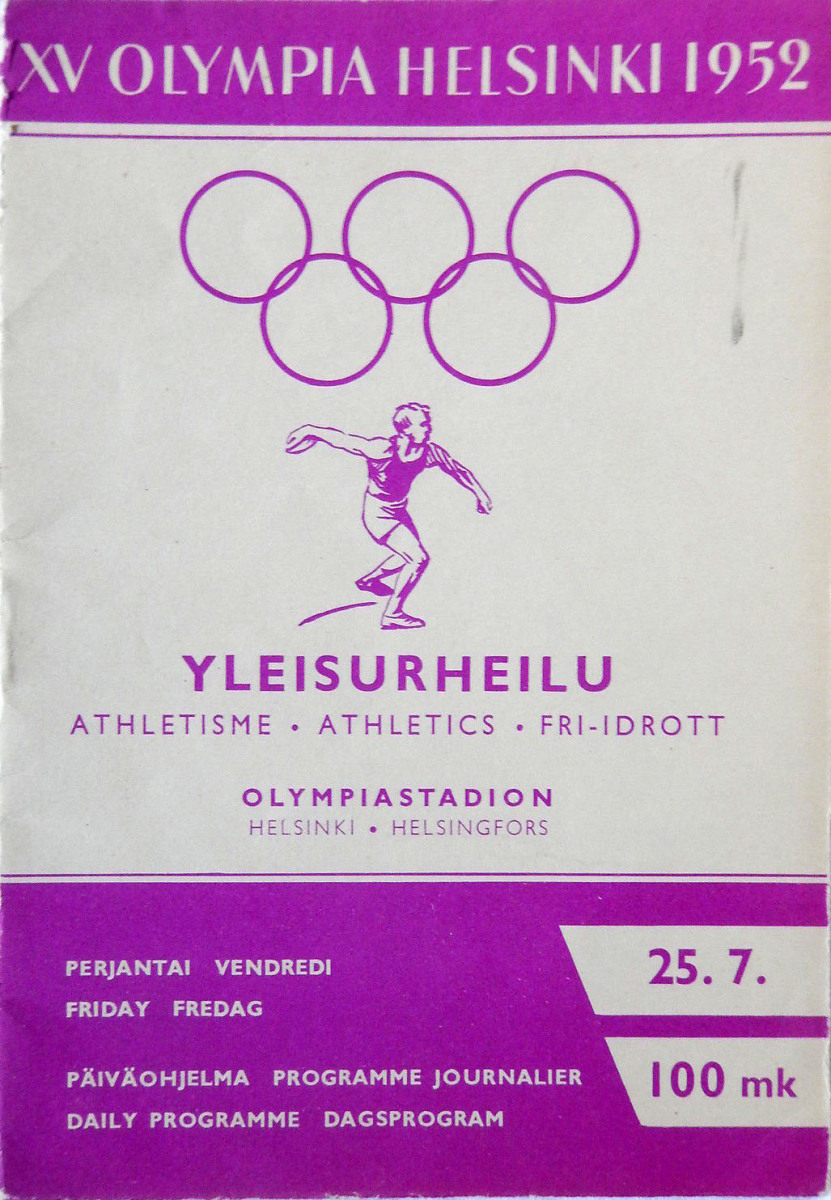 XV OLYMPIA HELSINKI 1952
YLEISURHEILU
ATHLETISME • ATHLETICS • FRI-IDROTT
OLYMPIASTADION
HELSINKI • HELSINGFORS
PERJANTAI VENDREDI
FRIDAY FREDAG
25. 7.
PÄIVÄOHJELMA PROGRAMME JOURNALIER
DAILY PROGRAMME DAGSPROGRAM
100 mk